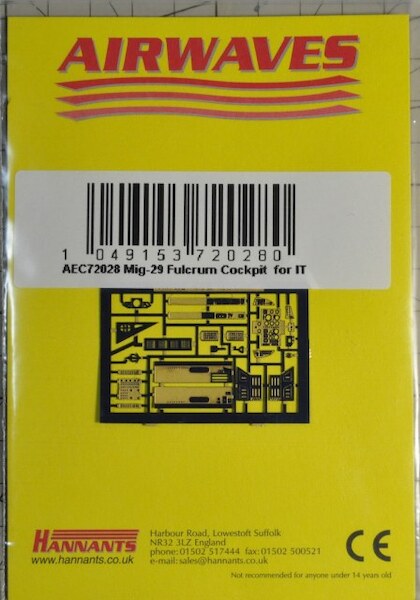 AIRWAVES
1 049153 720280
AEC72028 Mig-29 Fulcrum Cockpit for IT
HANNANTS
www.hannants.co.uk
Harbour Road, Lowestoft Suffolk
NR32 3LZ England
phone: 01502 517444 fax: 01502 500521
e-mail: sales@hannants.co.uk
CE
Not recommended for anyone under 14 years old